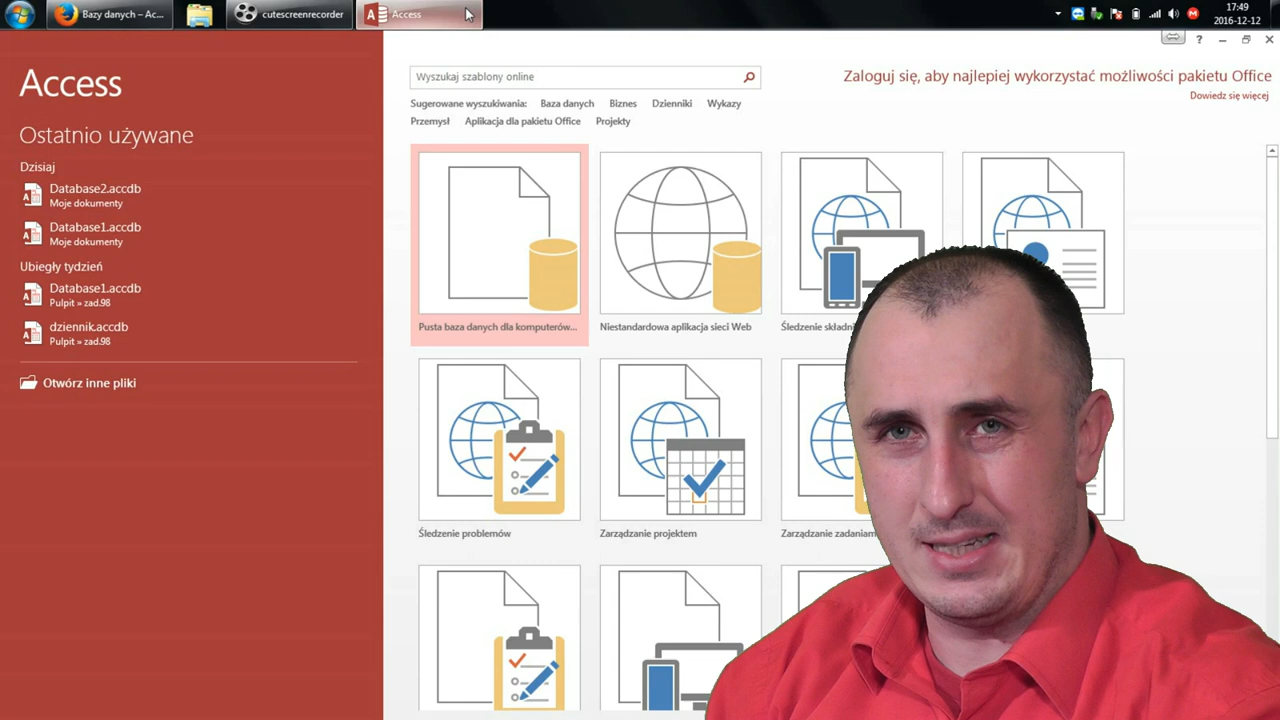 Bazy danych – Ac...
cutescreenrecorder
Access
17:49
2016-12-12
Access
Ostatnio używane
Dzisiaj
Database2.accdb
Moje dokumenty
Database1.accdb
Moje dokumenty
Ubiegły tydzień
Database1.accdb
Pulpit » zad.98
dziennik.accdb
Pulpit » zad.98
Otwórz inne pliki
Wyszukaj szablony online
Zaloguj się, aby najlepiej wykorzystać możliwości pakietu Office
Dowiedz się więcej
Sugerowane wyszukiwania: Baza danych Biznes Dzienniki Wykazy
Przemysł Aplikacja dla pakietu Office Projekty
Pusta baza danych dla komputerów...
Niestandardowa aplikacja sieci Web
Śledzenie
Śledzenie problemów
Zarządzanie projektem
Zarządzanie zadaniam